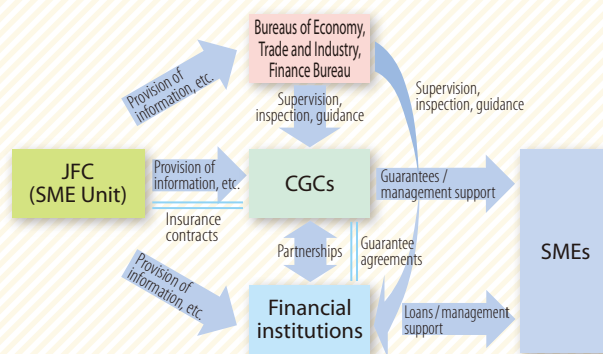 Bureaus of Economy,
Trade and Industry,
Finance Bureau
Provision of
information, etc.
Supervision,
inspection, guidance
Supervision,
inspection, guidance
JFC
(SME Unit)
Provision of
information, etc.
CGCs
Guarantees /
management support
Insurance
contracts
SMEs
Partnerships
Guarantee
agreements
Provision of
information, etc.
Financial
institutions
Loans / management
support